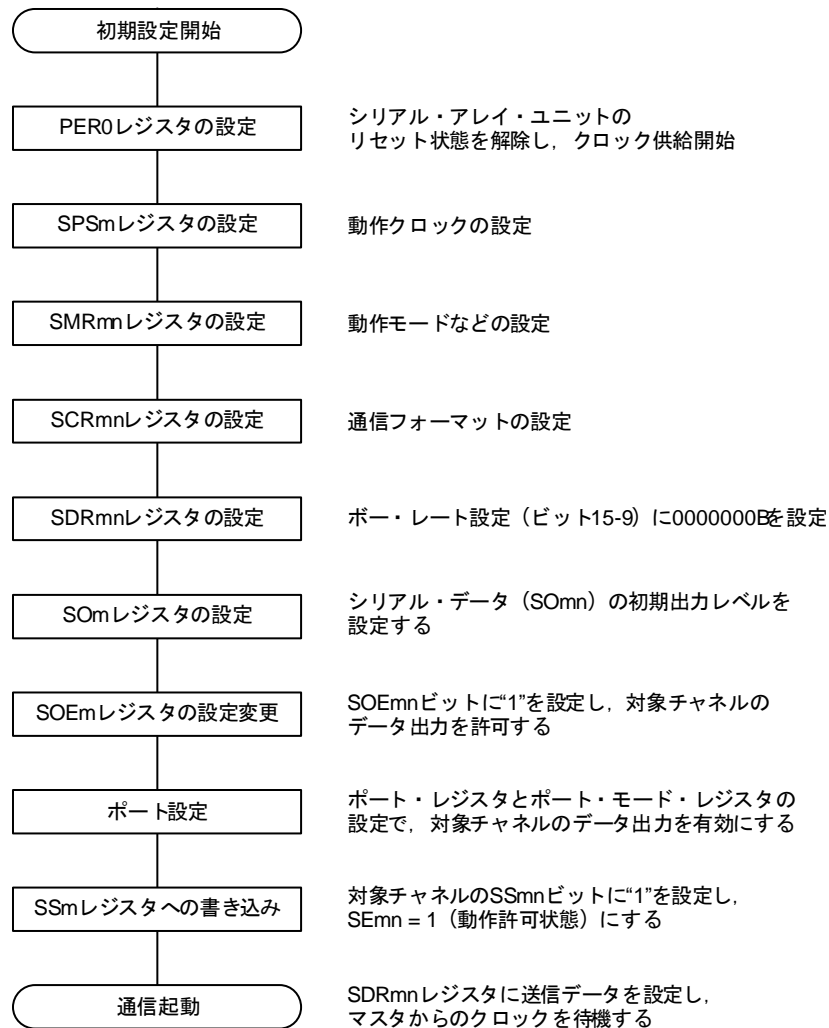 初期設定開始
PER0レジスタの設定
シリアル・アレイ・ユニットの
リセット状態を解除し，クロック供給開始
SPSmレジスタの設定
動作クロックの設定
SMRmnレジスタの設定
動作モードなどの設定
SCRmnレジスタの設定
通信フォーマットの設定
SDRmnレジスタの設定
ボー・レート設定（ビット15-9）に0000000Bを設定
SOmレジスタの設定
シリアル・データ（SOmn）の初期出力レベルを
設定する
SOEmレジスタの設定変更
SOEmnビットに“1”を設定し，対象チャネルの
データ出力を許可する
ポート設定
ポート・レジスタとポート・モード・レジスタの
設定で，対象チャネルのデータ出力を有効にする
SSmレジスタへの書き込み
対象チャネルのSSmnビットに“1”を設定し，
SEmn = 1（動作許可状態）にする
通信起動
SDRmnレジスタに送信データを設定し，
マスタからのクロックを待機する